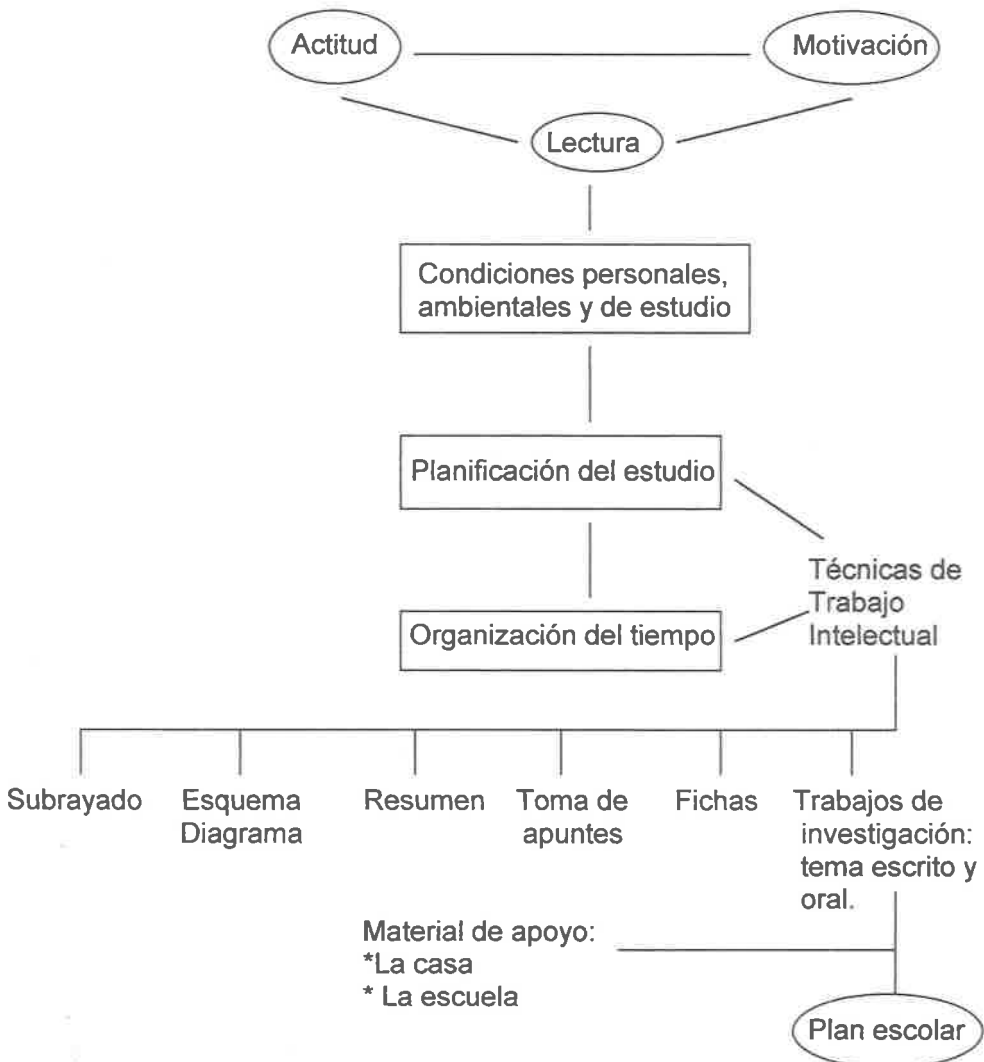 Actitud
Motivación
Lectura
Condiciones personales,
ambientales y de estudio
Planificación del estudio
Técnicas de
Trabajo
Intelectual
Organización del tiempo
Subrayado
Esquema
Diagrama
Resumen
Toma de
apuntes
Fichas
Trabajos de
investigación:
tema escrito y
oral.
Material de apoyo:
*La casa
* La escuela
Plan escolar